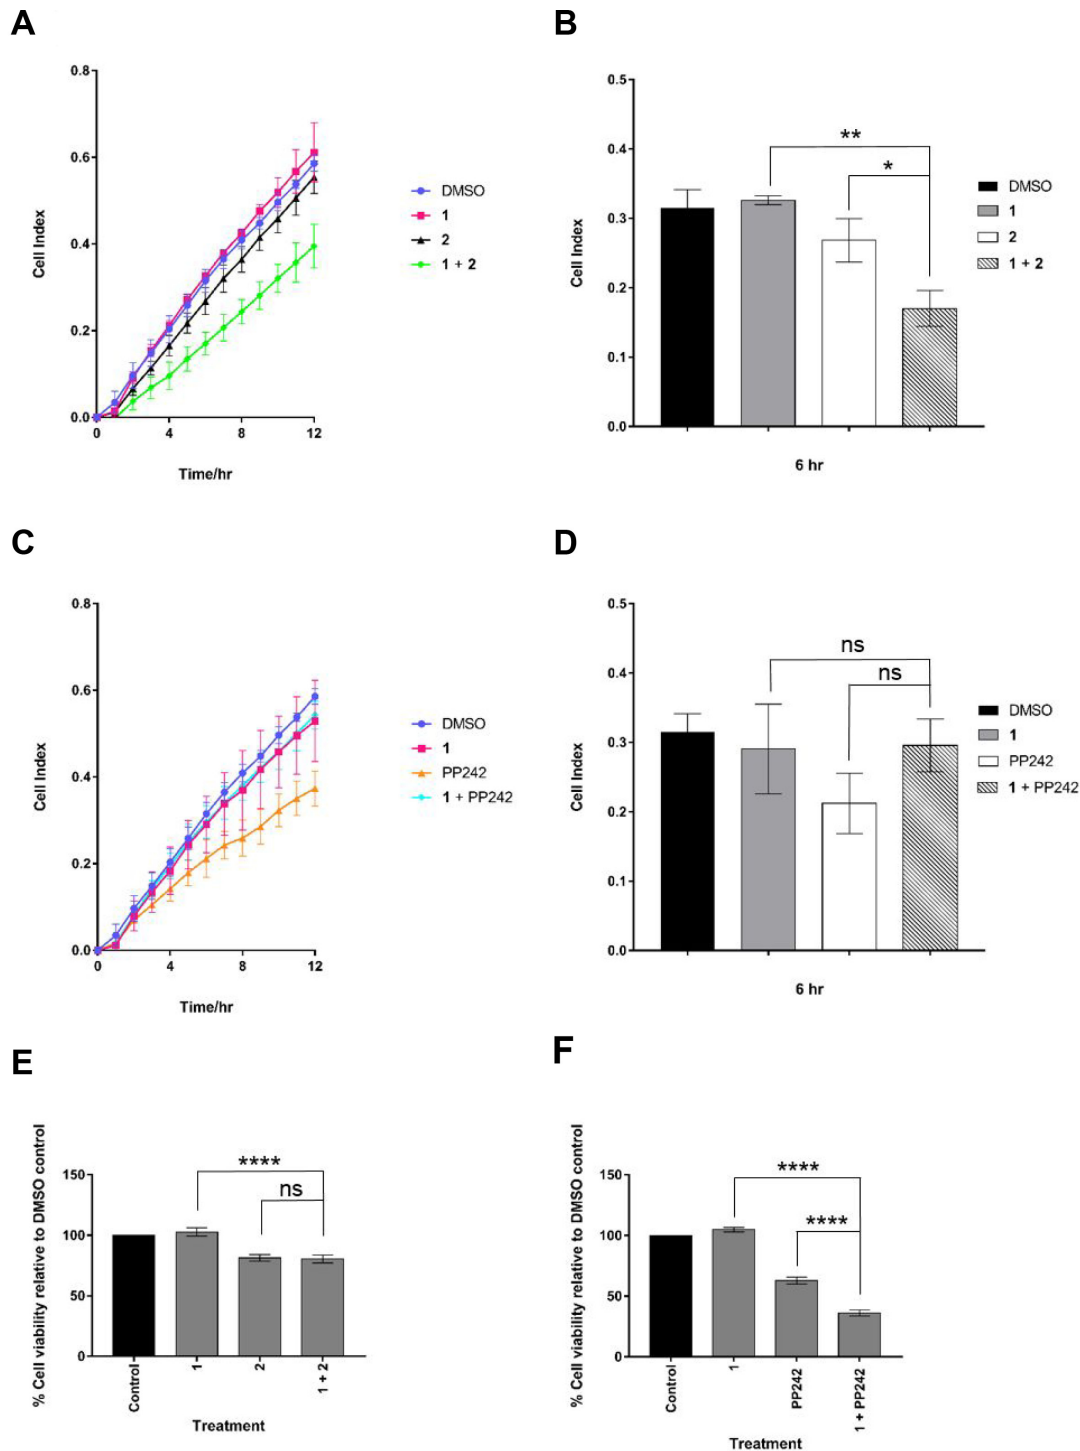 A
0.8
0.6
0.4
0.2
0.0
0 4 8 12
Cell Index
Time/hr
DMSO
1
2
1 + 2
B
0.5
0.4
0.3
0.2
0.1
0.0
Cell Index
**
*
6 hr
DMSO
1
2
1 + 2
C
0.8
0.6
0.4
0.2
0.0
0 4 8 12
Cell Index
Time/hr
DMSO
1
PP242
1 + PP242
D
0.5
0.4
0.3
0.2
0.1
0.0
Cell Index
ns
ns
6 hr
DMSO
1
PP242
1 + PP242
E
% Cell viability relative to DMSO control
150
100
50
0
****
ns
Control
1
2
1 + 2
Treatment
F
% Cell viability relative to DMSO control
150
100
50
0
****
****
Control
1
PP242
1 + PP242
Treatment